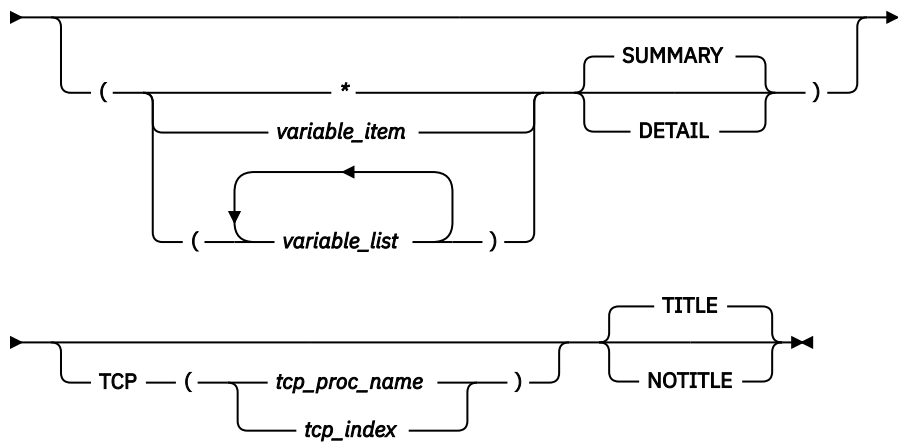 SUMMARY
( * )
variable_item DETAIL
( variable_list )
TITLE
TCP ( tcp_proc_name ) NOTITLE
tcp_index